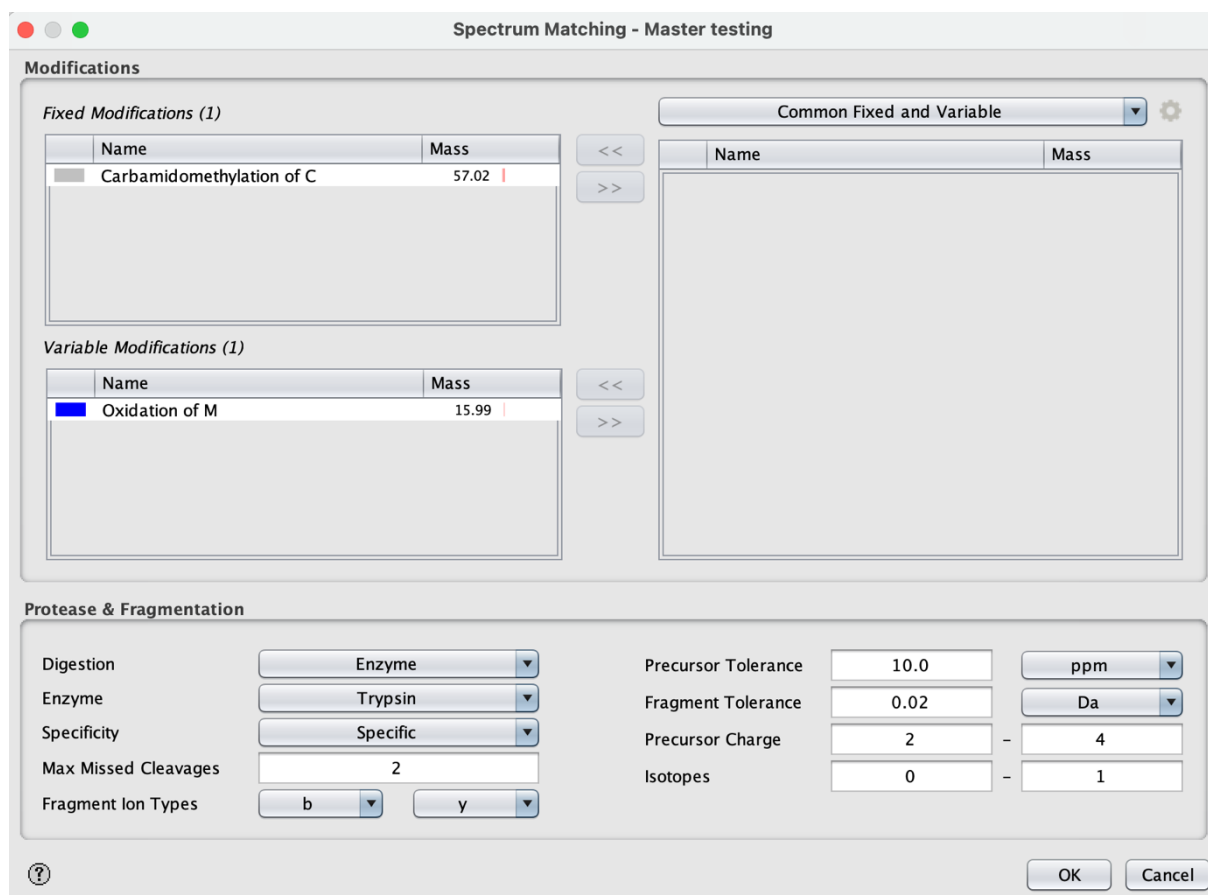 Spectrum Matching - Master testing
Modifications
Fixed Modifications (1)
Name Mass
Carbamidomethylation of C 57.02
<<
>>
Variable Modifications (1)
Name Mass
Oxidation of M 15.99
<<
>>
Common Fixed and Variable
Name Mass
Protease & Fragmentation
Digestion Enzyme
Enzyme Trypsin
Specificity Specific
Max Missed Cleavages 2
Fragment Ion Types b y
Precursor Tolerance 10.0 ppm
Fragment Tolerance 0.02 Da
Precursor Charge 2 - 4
Isotopes 0 - 1
?
OK Cancel